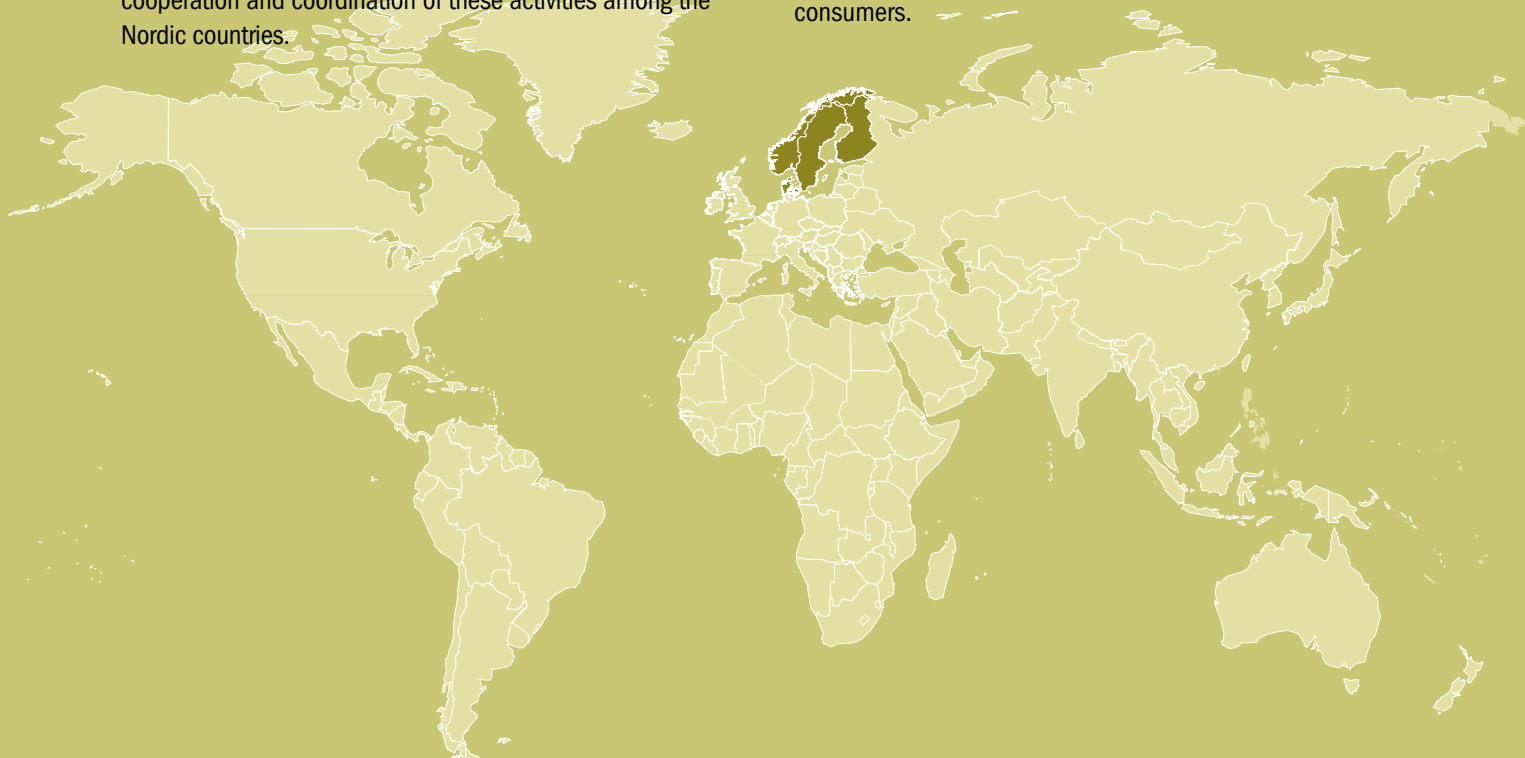 cooperation and coordination of these activities among the
Nordic countries.
consumers.